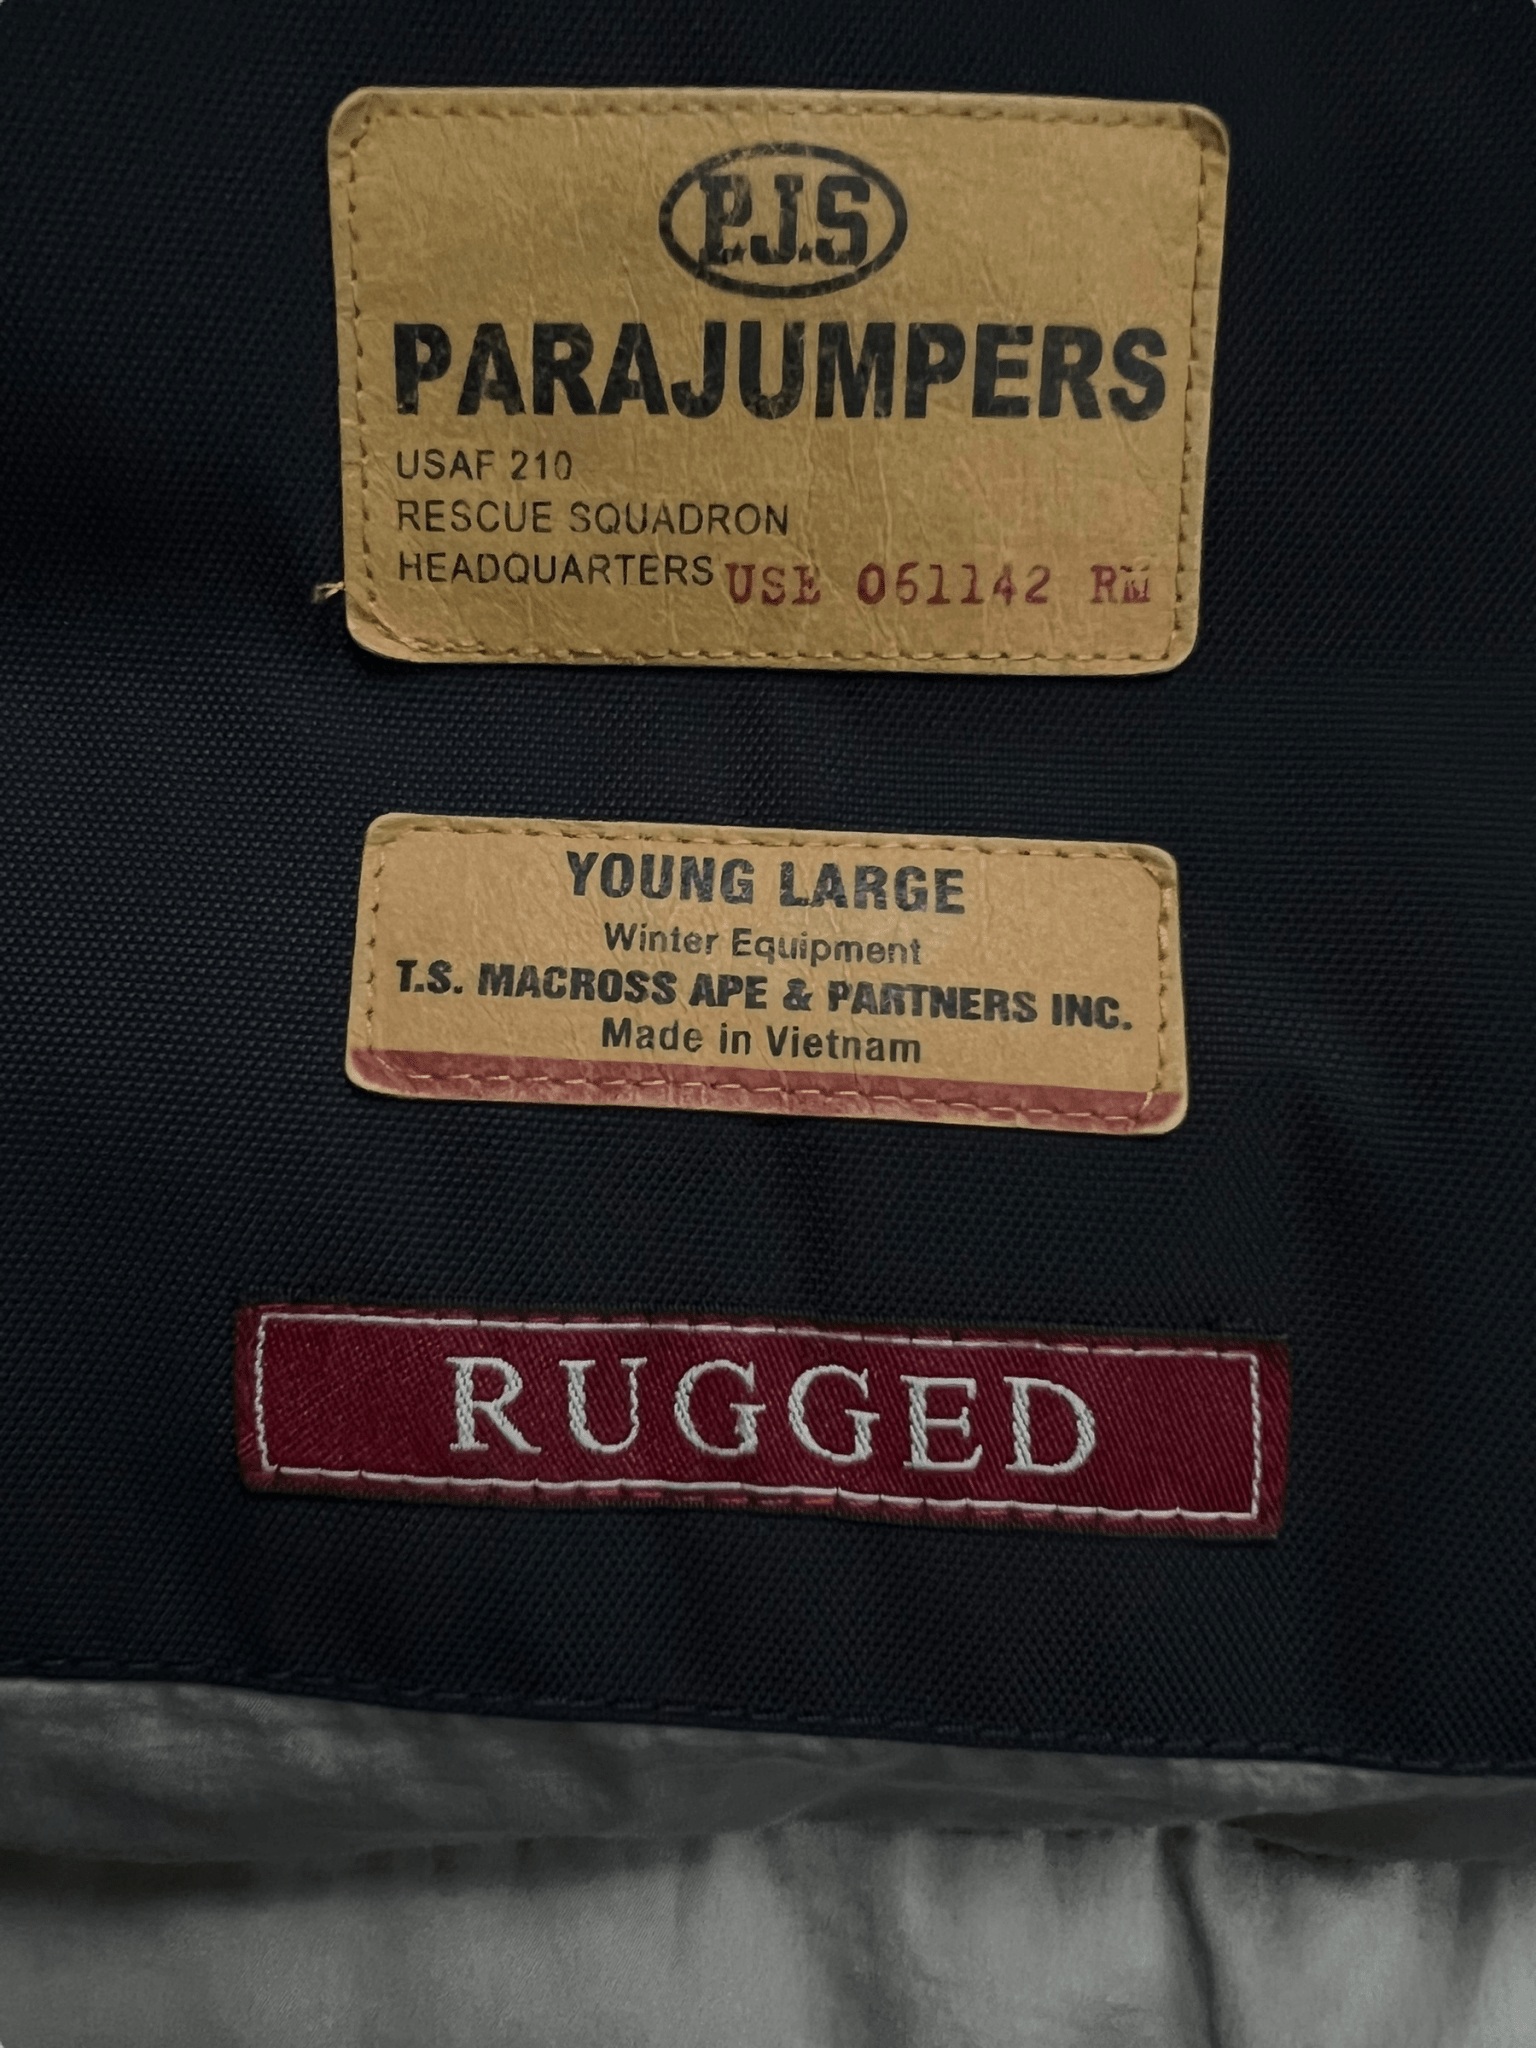 P.J.S
PARAJUMPERS
USAF 210
RESCUE SQUADRON
HEADQUARTERS USE 061142 RM
YOUNG LARGE
Winter Equipment
T.S. MACROSS APE & PARTNERS INC.
Made in Vietnam
RUGGED